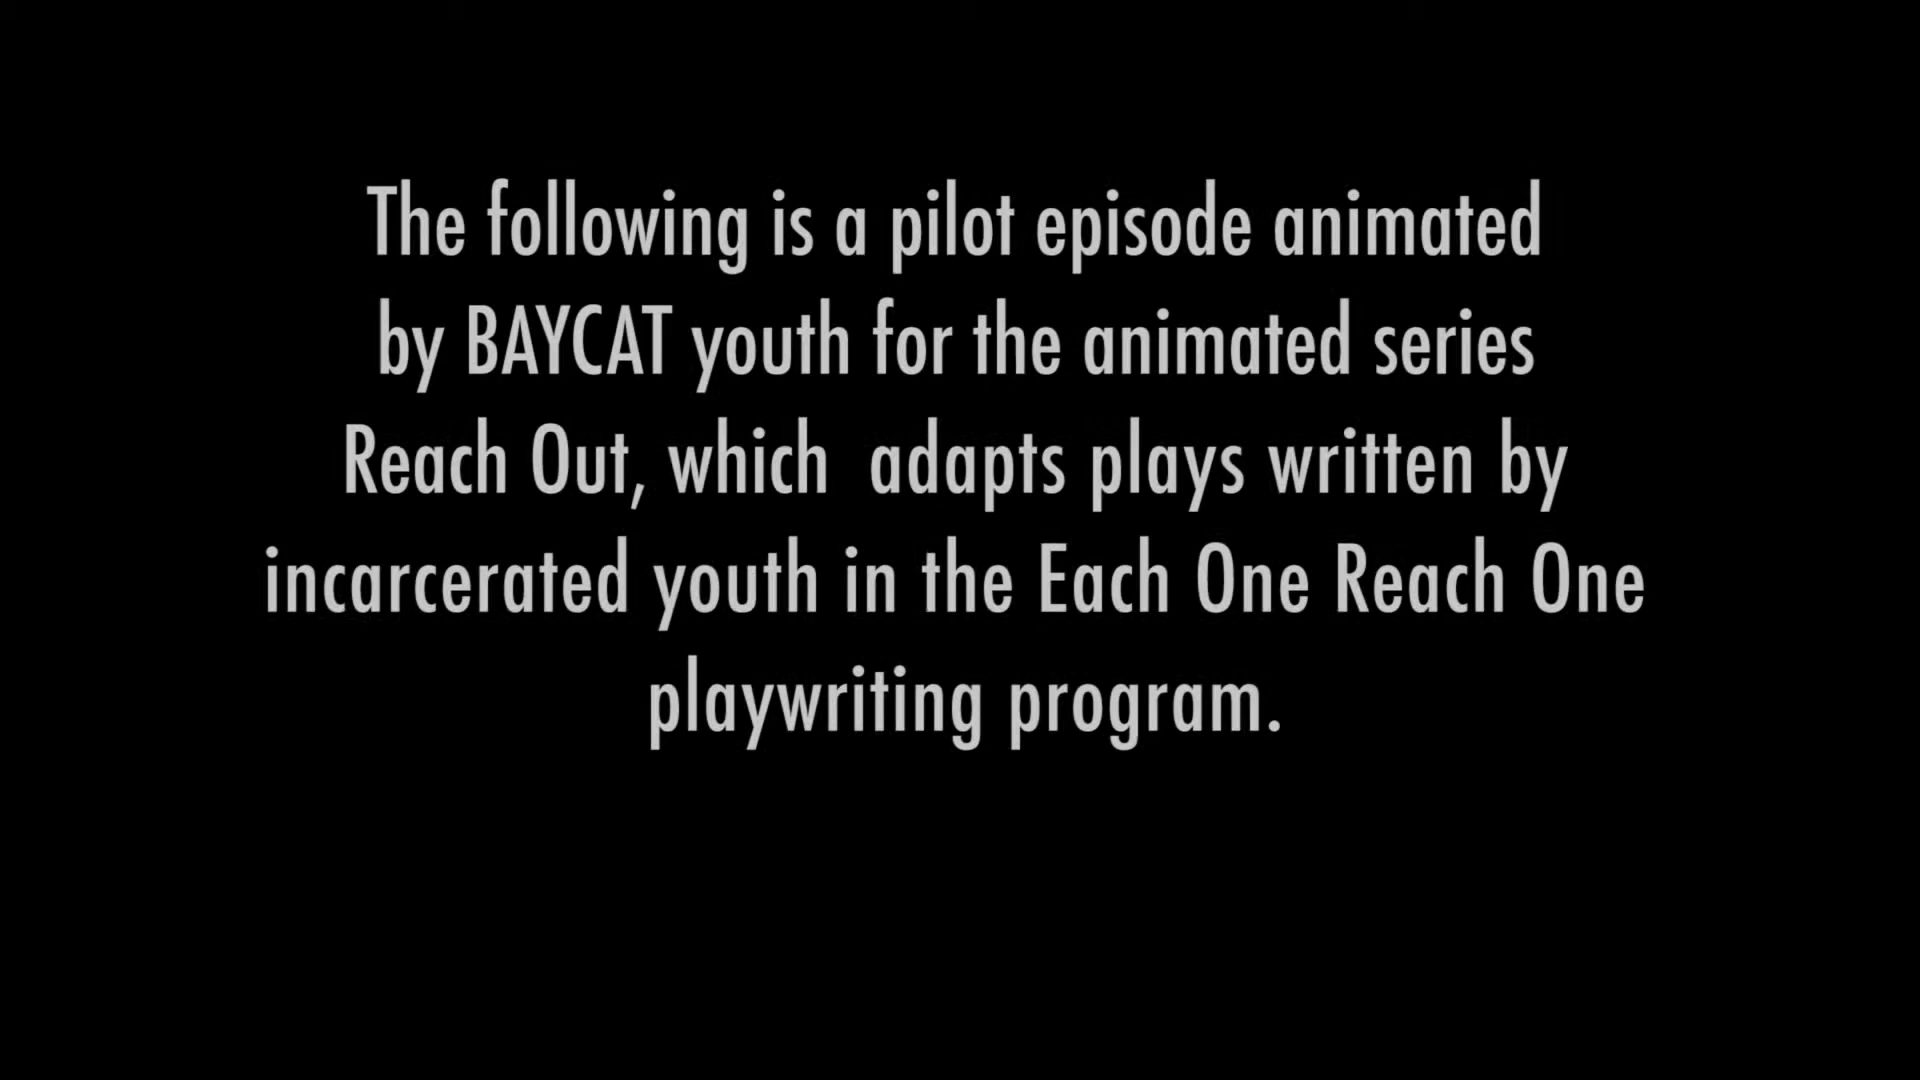 The following is a pilot episode animated
by BAYCAT youth for the animated series
Reach Out, which  adapts plays written by
incarcerated youth in the Each One Reach One
playwriting program.